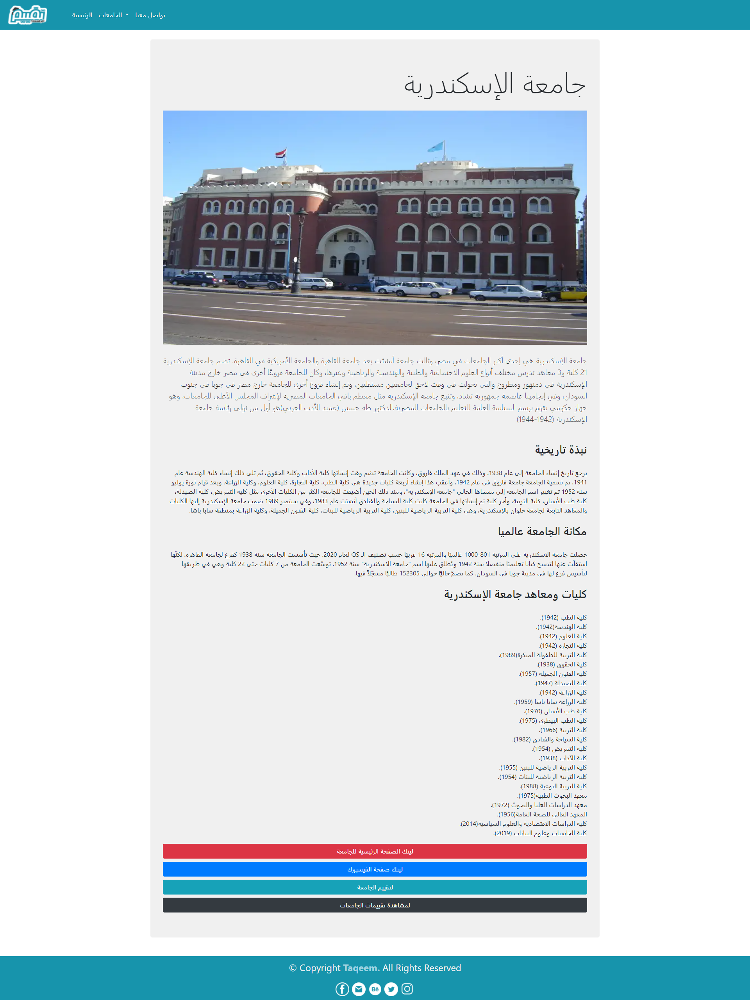 تقييم
الجامعات
الرئيسية
الجامعات
تواصل معنا
جامعة الإسكندرية
جامعة الإسكندرية هي إحدى أكبر الجامعات في مصر، وثالث جامعة أنشئت بعد جامعة القاهرة والجامعة الأمريكية في القاهرة. تضم جامعة الإسكندرية
21 كلية و3 معاهد تدرس مختلف أنواع العلوم الاجتماعية والطبية والهندسية والرياضية وغيرها، وكان للجامعة فروعًا أخرى في مصر خارج مدينة
الإسكندرية في دمنهور ومطروح والتي تحولت في وقت لاحق لجامعتين مستقلتين، وتم إنشاء فروع أخرى للجامعة خارج مصر في جوبا في جنوب
السودان، وفي إنجامينا عاصمة جمهورية تشاد، وتتبع جامعة الإسكندرية مثل معظم باقي الجامعات المصرية لإشراف المجلس الأعلى للجامعات، وهو
جهاز حكومي يقوم برسم السياسة العامة للتعليم بالجامعات المصرية.الدكتور طه حسين (عميد الأدب العربي)هو أول من تولى رئاسة جامعة
الإسكندرية (1942-1944)
نبذة تاريخية
يرجع تاريخ إنشاء الجامعة إلى عام 1938، وذلك في عهد الملك فاروق، وكانت الجامعة تضم وقت إنشائها كلية الآداب وكلية الحقوق، ثم تلى ذلك إنشاء كلية الهندسة عام
1941، تم تسمية الجامعة جامعة فاروق في عام 1942، وأعقب هذا إنشاء أربعة كليات جديدة هي كلية الطب، كلية التجارة، كلية العلوم، وكلية الزراعة. وبعد قيام ثورة يوليو
سنة 1952 تم تغيير اسم الجامعة إلى مسماها الحالي "جامعة الإسكندرية"، ومنذ ذلك الحين أضيفت للجامعة الكثر من الكليات الأخرى مثل كلية التمريض، كلية الصيدلة،
كلية طب الأسنان، كلية التربية، وآخر كلية تم إنشائها في الجامعة كانت كلية السياحة والفنادق أنشئت عام 1983، وفي سبتمبر 1989 ضمت جامعة الإسكندرية إليها الكليات
والمعاهد التابعة لجامعة حلوان بالإسكندرية، وهي كلية التربية الرياضية للبنين، كلية التربية الرياضية للبنات، كلية الفنون الجميلة، وكلية الزراعة بمنطقة سابا باشا.
مكانة الجامعة عالميا
حصلت جامعة الاسكندرية على المرتبة 801-1000 عالميًا والمرتبة 16 عربيًا حسب تصنيف الـ QS لعام 2020. حيث تأسست الجامعة سنة 1938 كفرع لجامعة القاهرة، لكنّها
استقلّت عنها لتصبح كيانًا تعليميًا منفصلاً سنة 1942 ويُطلق عليها اسم "جامعة الاسكندرية" سنة 1952. توسّعت الجامعة من 7 كليات حتى 22 كلية وهي في طريقها
لتأسيس فرع لها في مدينة جوبا في السودان. كما تضمّ حاليًا حوالي 152305 طالبًا مسجّلاً فيها.
كليات ومعاهد جامعة الإسكندرية
كلية الطب (1942).
كلية الهندسة(1942).
كلية العلوم (1942).
كلية التجارة (1942).
كلية التربية للطفولة المبكرة(1989).
كلية الحقوق (1938).
كلية الفنون الجميلة (1957).
كلية الصيدلة (1947).
كلية الزراعة (1942).
كلية الزراعة سابا باشا (1959).
كلية طب الأسنان (1970).
كلية الطب البيطري (1975).
كلية التربية (1966).
كلية السياحة والفنادق (1982).
كلية التمريض (1954).
كلية الآداب (1938).
كلية التربية الرياضية للبنين (1955).
كلية التربية الرياضية للبنات (1954).
كلية التربية النوعية (1988).
معهد البحوث الطبية(1975).
معهد الدراسات العليا والبحوث (1972).
المعهد العالى للصحة العامة(1956).
كلية الدراسات الاقتصادية والعلوم السياسية(2014).
كلية الحاسبات وعلوم البيانات (2019).
لينك الصفحة الرئيسية للجامعة
لينك صفحة الفيسبوك
لتقييم الجامعة
لمشاهدة تقييمات الجامعات
© Copyright Taqeem. All Rights Reserved